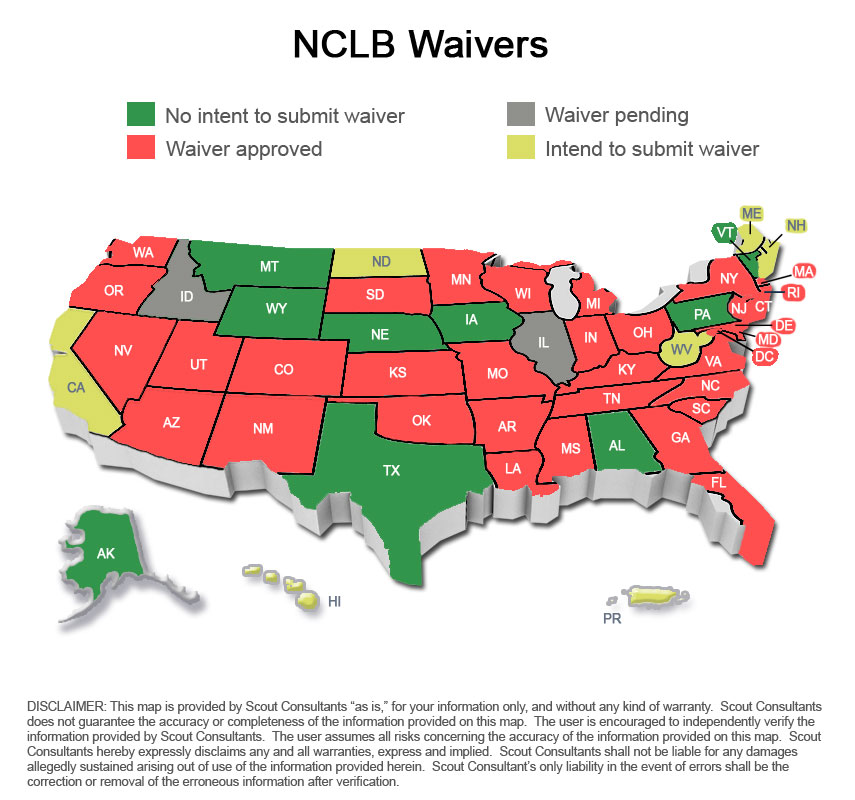 NCLB Waivers
No intent to submit waiver
Waiver pending
Waiver approved
Intend to submit waiver
ME
NH
VT
WA
MT
ND
MN
NY
MA
OR
ID
SD
WI
MI
RI
WY
IA
PA
NJ
CT
NE
IL
IN
OH
DE
MD
DC
NV
UT
CO
KS
MO
KY
WV
VA
CA
NC
TN
SC
AZ
NM
OK
AR
MS
AL
GA
TX
LA
FL
AK
HI
PR
DISCLAIMER: This map is provided by Scout Consultants “as is,” for your information only, and without any kind of warranty. Scout Consultants
does not guarantee the accuracy or completeness of the information provided on this map. The user is encouraged to independently verify the
information provided by Scout Consultants. The user assumes all risks concerning the accuracy of the information provided on this map. Scout
Consultants hereby expressly disclaims any and all warranties, express and implied. Scout Consultants shall not be liable for any damages
allegedly sustained arising out of use of the information provided herein. Scout Consultant's only liability in the event of errors shall be the
correction or removal of the erroneous information after verification.